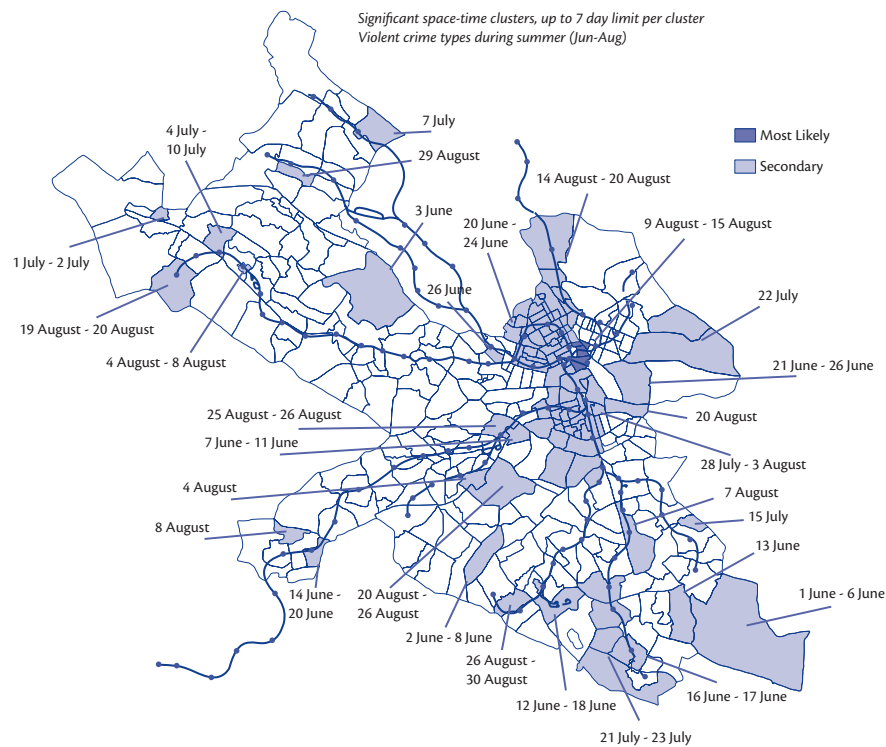 Significant space-time clusters, up to 7 day limit per cluster
Violent crime types during summer (Jun-Aug)
7 July
4 July -
10 July
Most Likely
29 August
Secondary
14 August - 20 August
3 June
20 June -
24 June
9 August - 15 August
1 July - 2 July
26 June
22 July
19 August - 20 August
4 August - 8 August
21 June - 26 June
25 August - 26 August
20 August
7 June - 11 June
28 July - 3 August
4 August
7 August
15 July
8 August
13 June
14 June -
20 June
20 August -
26 August
1 June - 6 June
2 June - 8 June
26 August -
30 August
16 June - 17 June
12 June - 18 June
21 July - 23 July